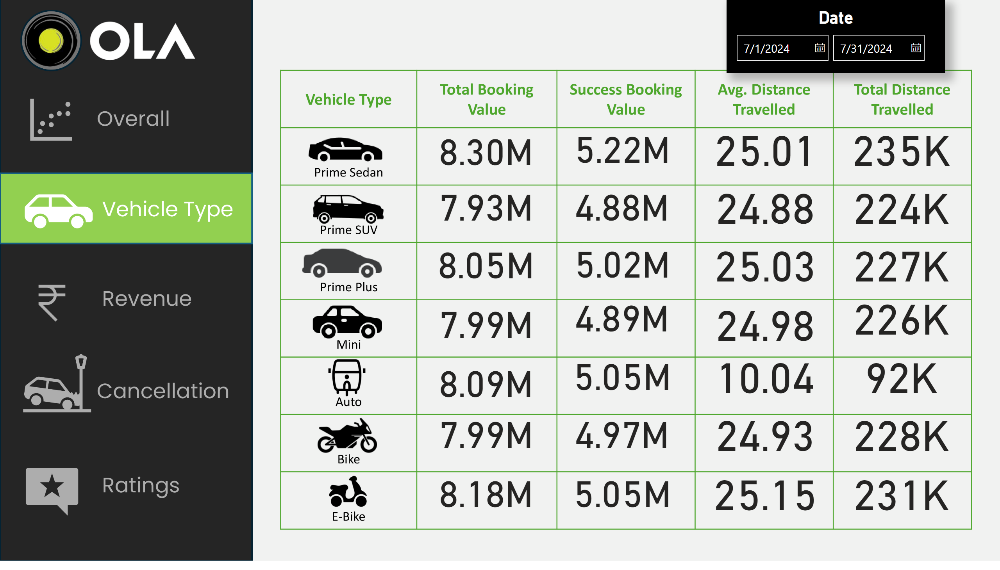 OLA
Date
7/1/2024
7/31/2024
Overall
Vehicle Type
Revenue
Cancellation
Ratings
Vehicle Type
Total Booking
Value
Success Booking
Value
Avg. Distance
Travelled
Total Distance
Travelled
Prime Sedan
8.30M
5.22M
25.01
235K
Prime SUV
7.93M
4.88M
24.88
224K
Prime Plus
8.05M
5.02M
25.03
227K
Mini
7.99M
4.89M
24.98
226K
Auto
8.09M
5.05M
10.04
92K
Bike
7.99M
4.97M
24.93
228K
E-Bike
8.18M
5.05M
25.15
231K